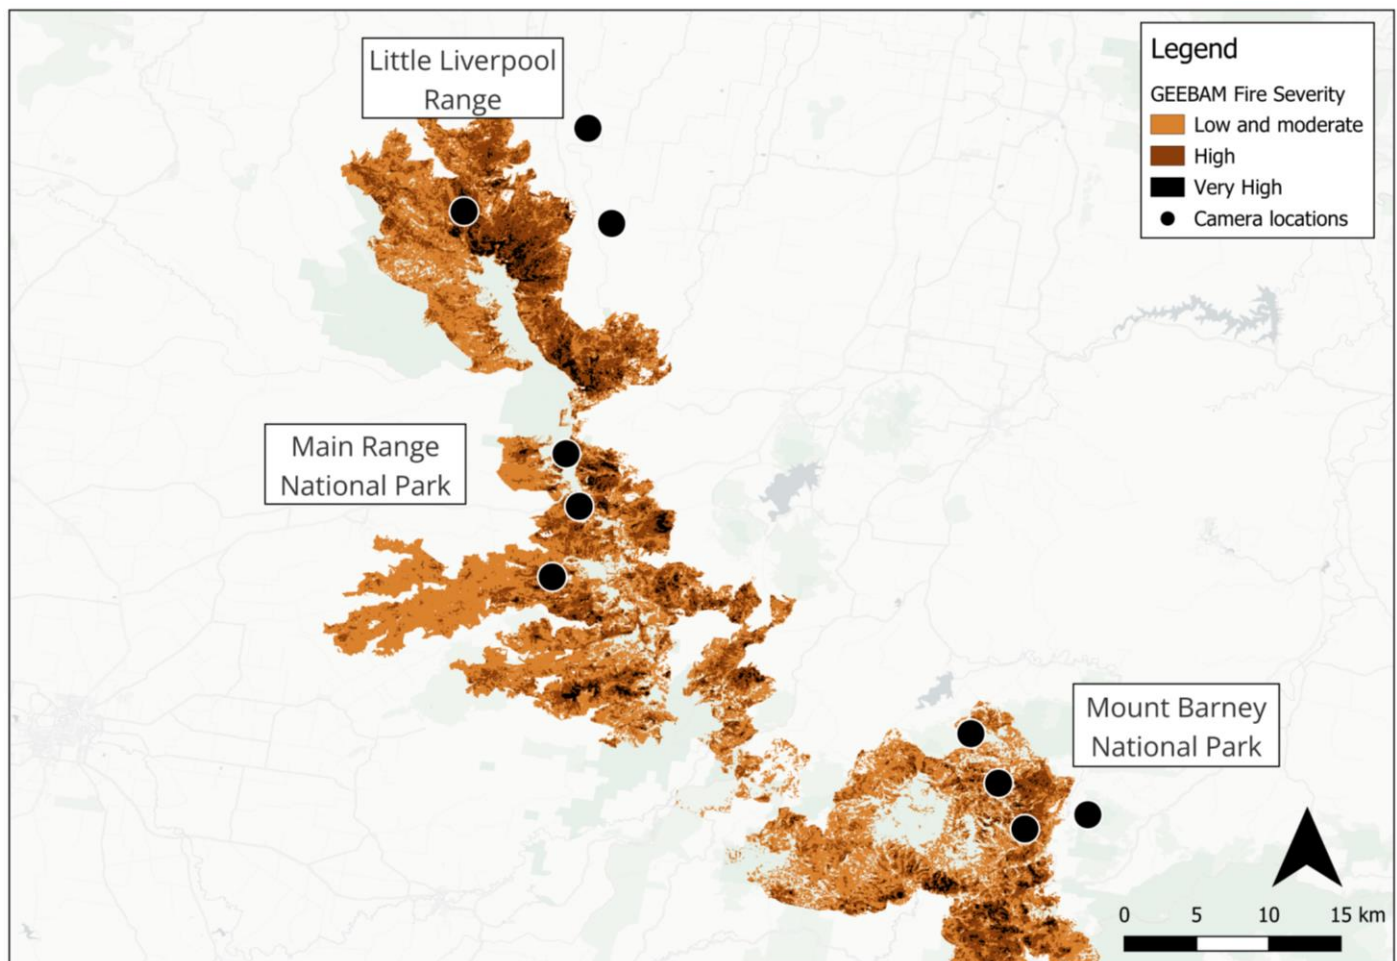 Little Liverpool
Range
Legend
GEEBAM Fire Severity
Low and moderate
High
Very High
Camera locations
Main Range
National Park
Mount Barney
National Park
0 5 10 15 km